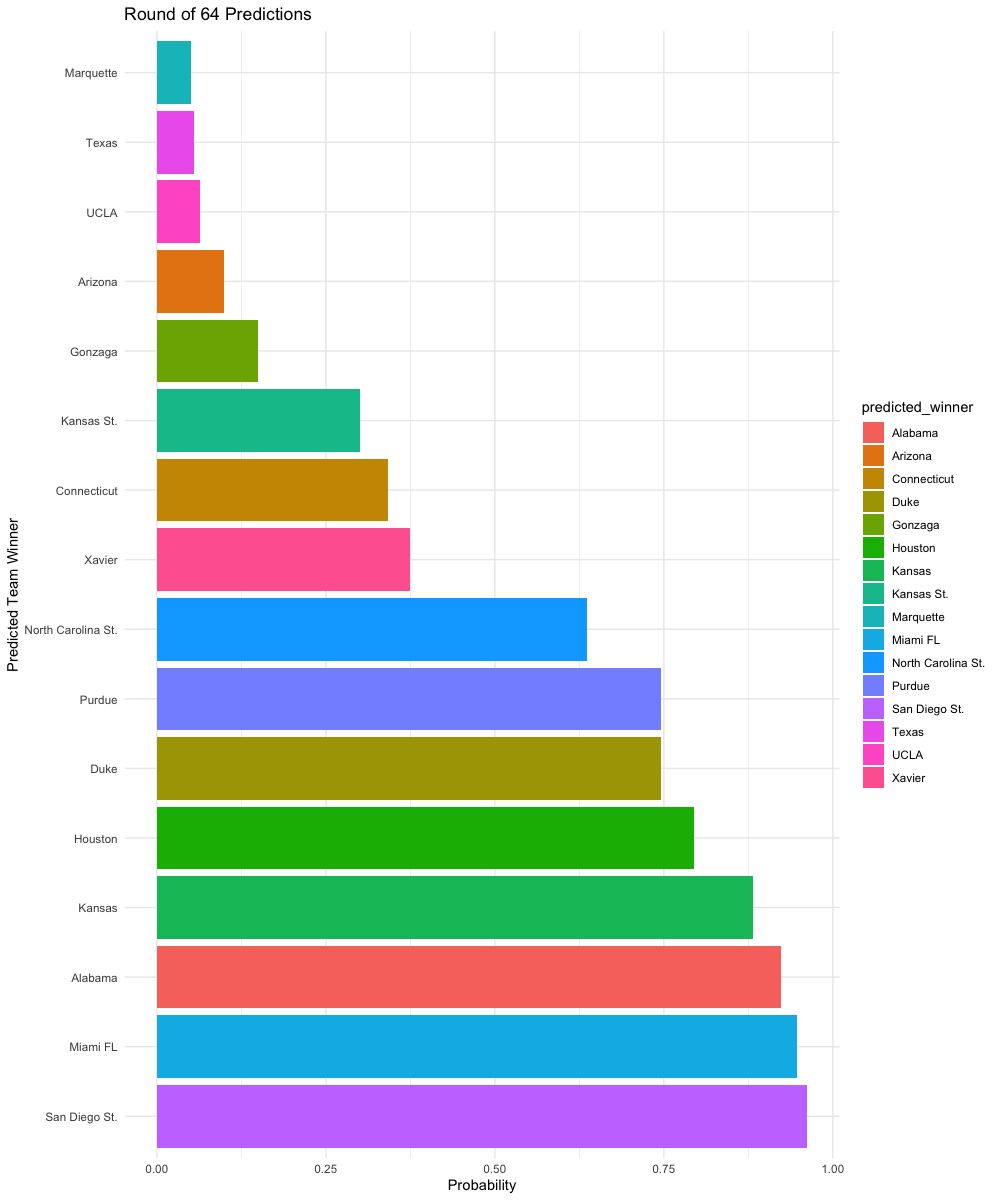 Round of 64 Predictions
Predicted Team Winner
Marquette
Texas
UCLA
Arizona
Gonzaga
Kansas St.
Connecticut
Xavier
North Carolina St.
Purdue
Duke
Houston
Kansas
Alabama
Miami FL
San Diego St.
0.00 0.25 0.50 0.75 1.00
Probability
predicted_winner
Alabama
Arizona
Connecticut
Duke
Gonzaga
Houston
Kansas
Kansas St.
Marquette
Miami FL
North Carolina St.
Purdue
San Diego St.
Texas
UCLA
Xavier